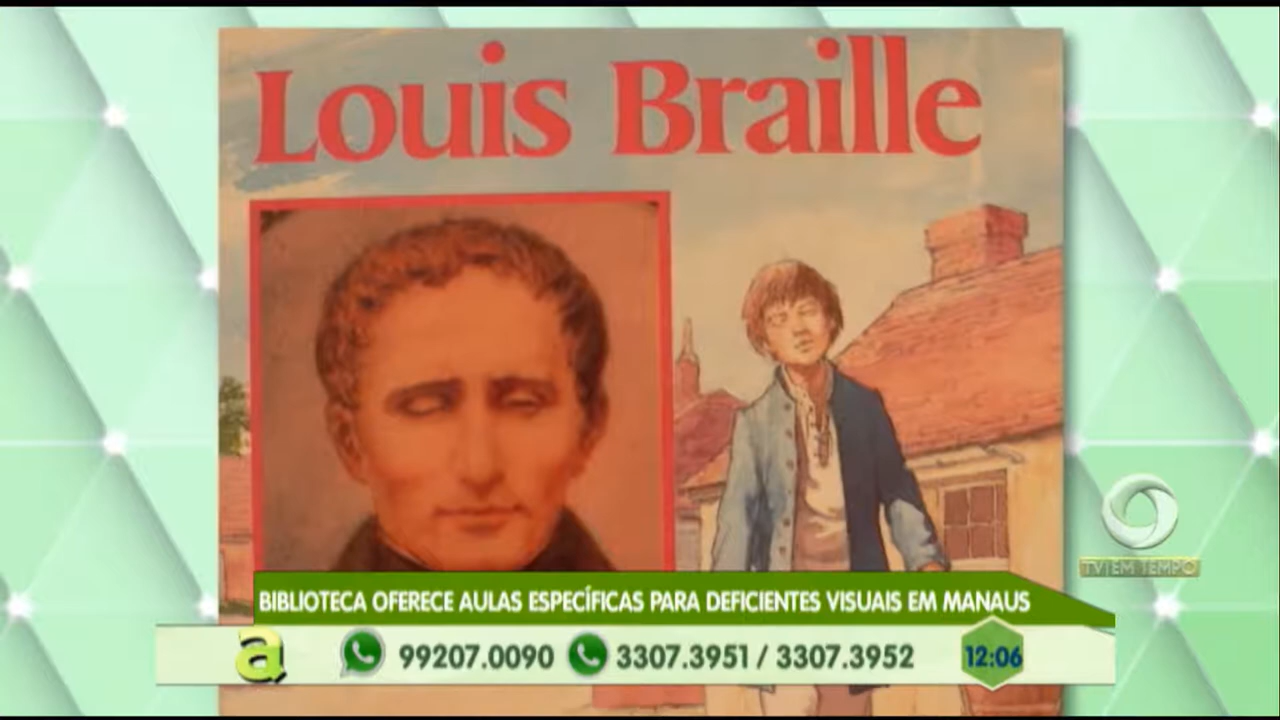 Louis Braille
TV EM TEMPO
BIBLIOTECA OFERECE AULAS ESPECÍFICAS PARA DEFICIENTES VISUAIS EM MANAUS
a 99207.0090 3307.3951 / 3307.3952 12:06